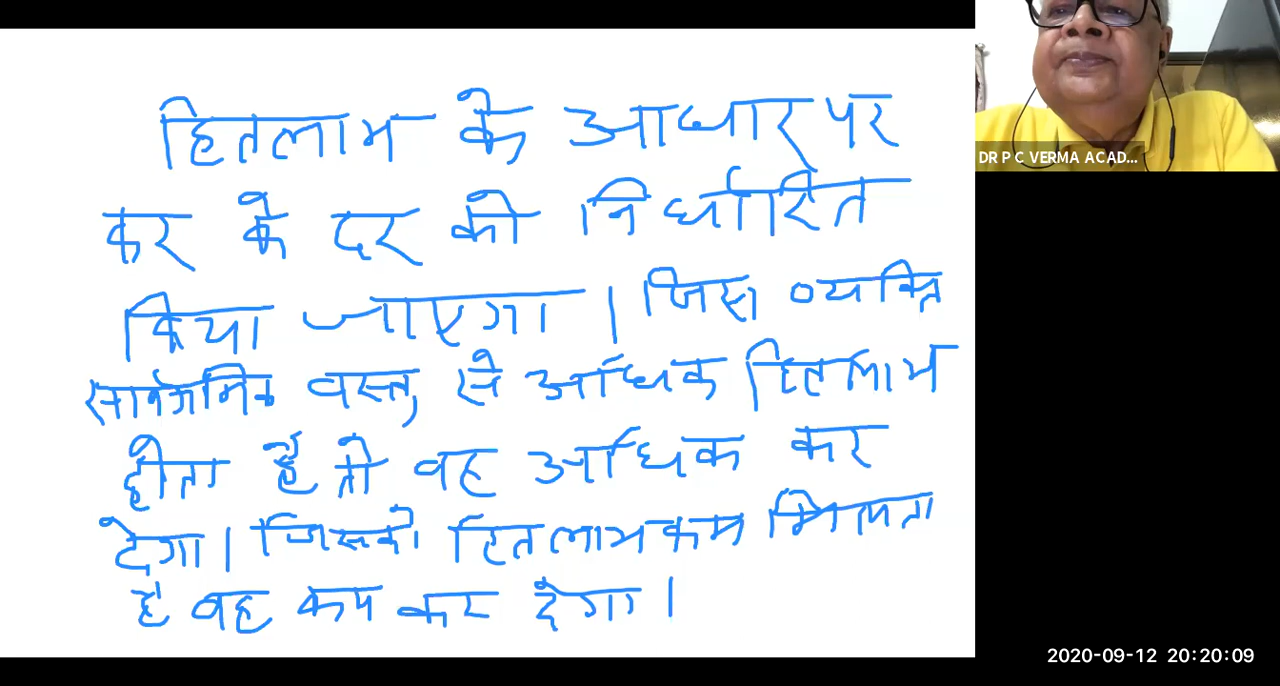 हितलाभ के आधार पर
कर के दर को निर्धारित
किया जाएगा। जिस व्यक्ति
सार्वजनिक वस्तु से अधिक हितलाभ
होता है तो वह अधिक कर
देगा। जिसको हितलाभ कम मिलता
है वह कम कर देगा।
DR P C VERMA ACAD...
2020-09-12 20:20:09